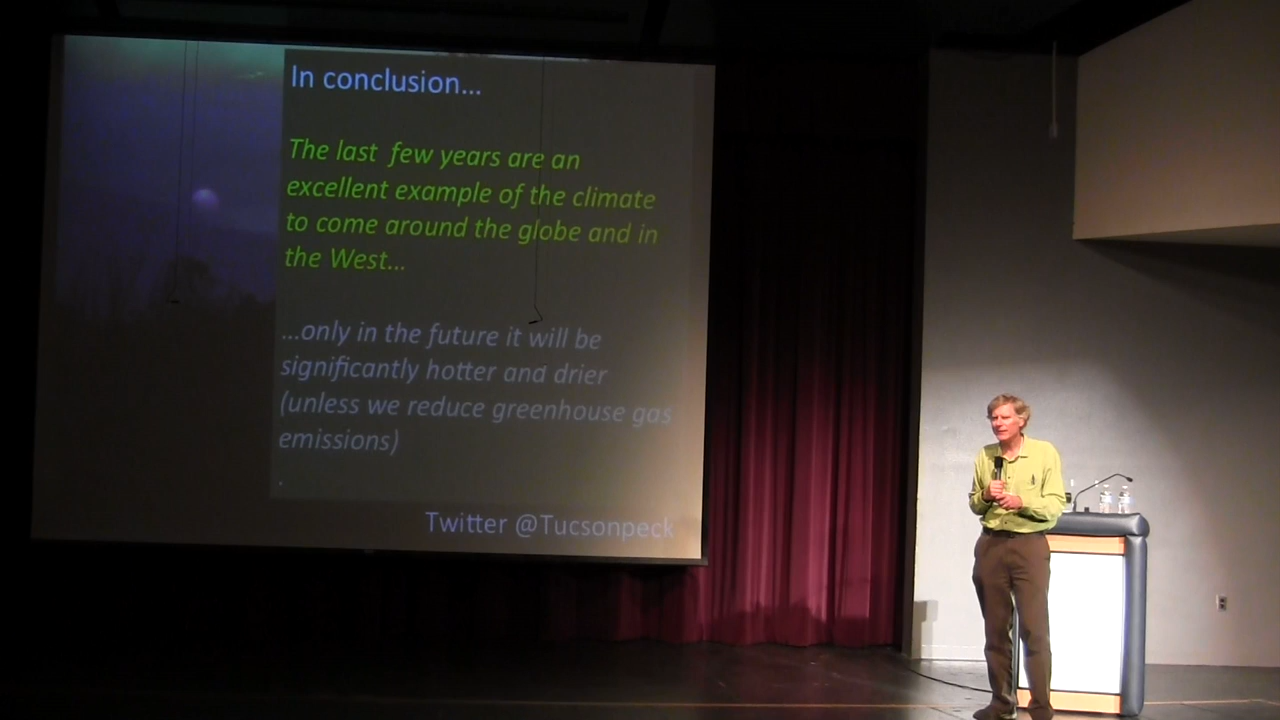 In conclusion...
The last few years are an
excellent example of the climate
to come around the globe and in
the West...
...only in the future it will be
significantly hotter and drier
(unless we reduce greenhouse gas
emissions)
.
Twitter @Tucsonpeck